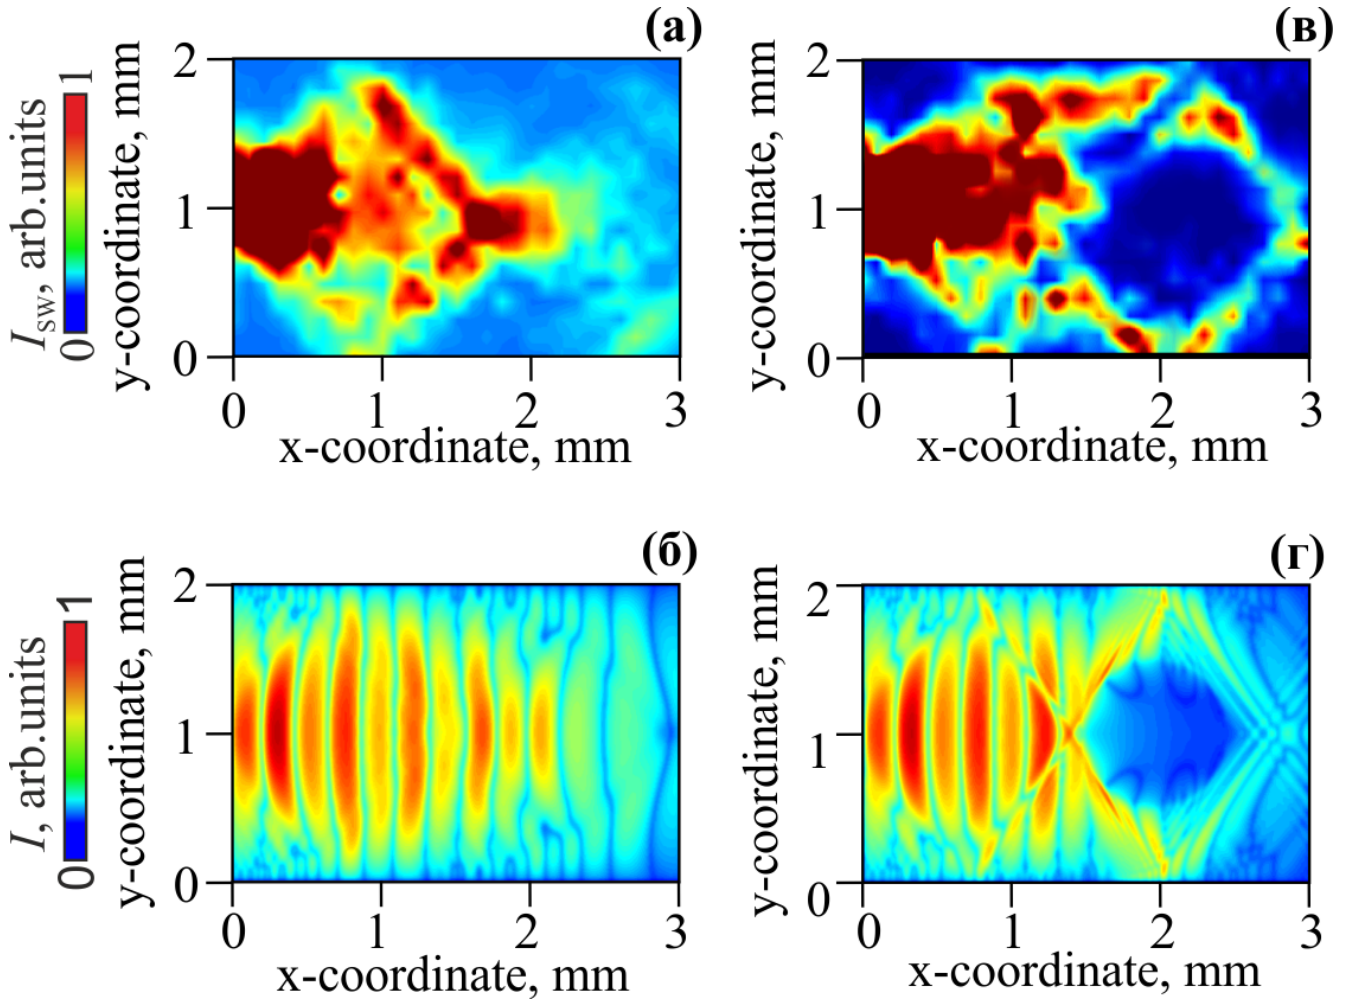 (а)
I_sw, arb.units
0 1
y-coordinate, mm
2
1
0
0 1 2 3
x-coordinate, mm
(в)
y-coordinate, mm
2
1
0
0 1 2 3
x-coordinate, mm
(б)
I, arb.units
0 1
y-coordinate, mm
2
1
0
0 1 2 3
x-coordinate, mm
(г)
y-coordinate, mm
2
1
0
0 1 2 3
x-coordinate, mm